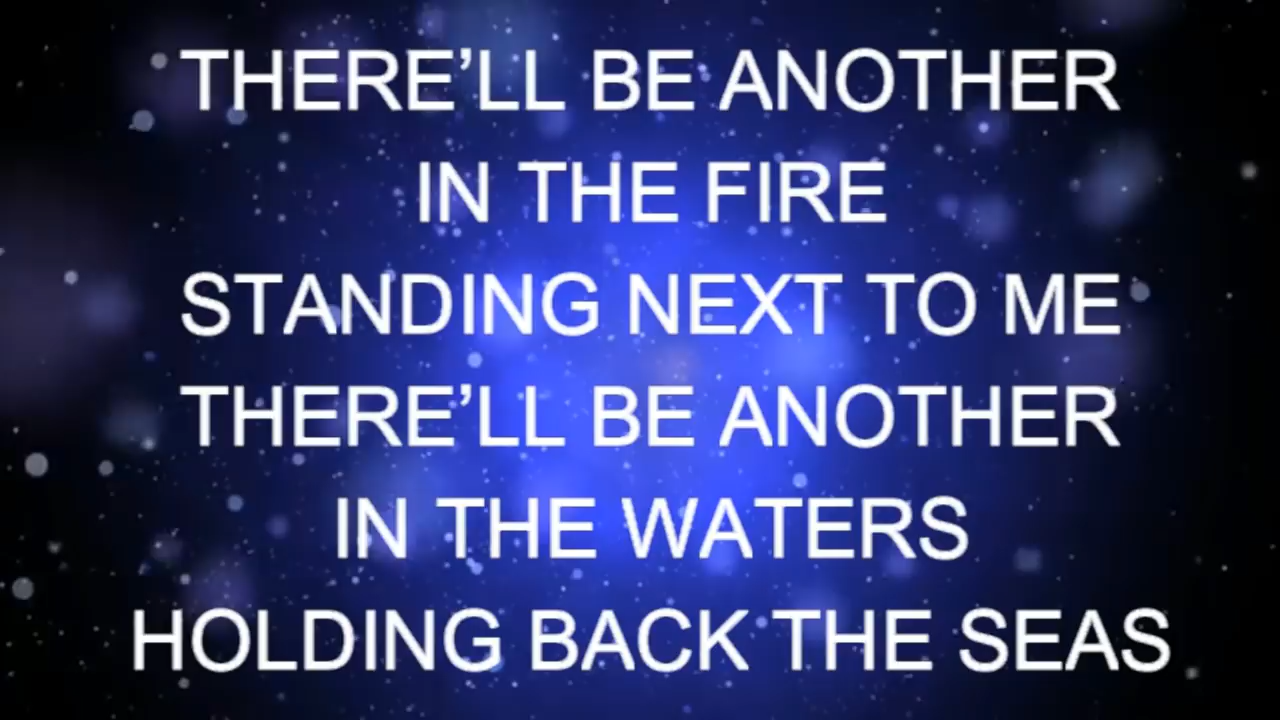 THERE’LL BE ANOTHER
IN THE FIRE
STANDING NEXT TO ME
THERE’LL BE ANOTHER
IN THE WATERS
HOLDING BACK THE SEAS